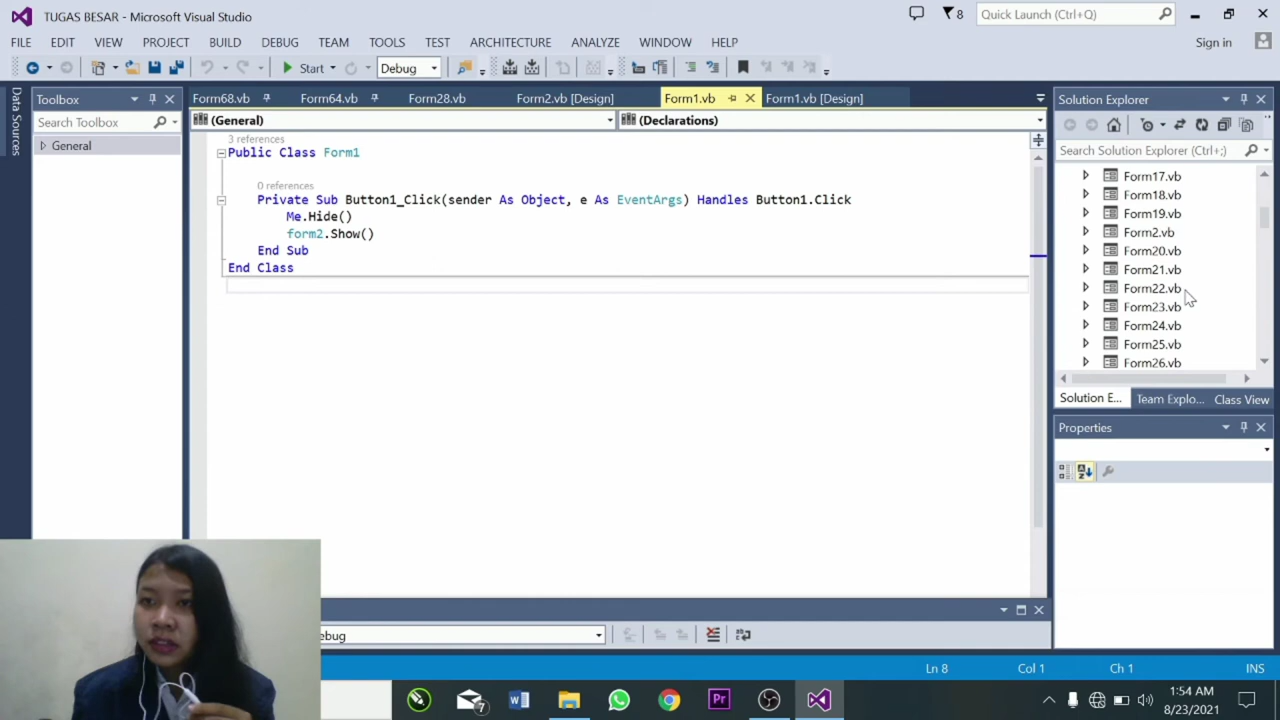 TUGAS BESAR - Microsoft Visual Studio
8
Quick Launch (Ctrl+Q)
FILE EDIT VIEW PROJECT BUILD DEBUG TEAM TOOLS TEST ARCHITECTURE ANALYZE WINDOW HELP
Sign in
Start
Debug
Data Sources
Toolbox
Search Toolbox
General
Form68.vb
Form64.vb
Form28.vb
Form2.vb [Design]
Form1.vb
Form1.vb [Design]
(General)
(Declarations)
3 references
Public Class Form1
0 references
Private Sub Button1_Click(sender As Object, e As EventArgs) Handles Button1.Click
Me.Hide()
form2.Show()
End Sub
End Class
Solution Explorer
Search Solution Explorer (Ctrl+;)
Form17.vb
Form18.vb
Form19.vb
Form2.vb
Form20.vb
Form21.vb
Form22.vb
Form23.vb
Form24.vb
Form25.vb
Form26.vb
Solution E...
Team Explo...
Class View
Properties
ebug
Ln 8
Col 1
Ch 1
INS
7
W
Pr
1:54 AM
8/23/2021